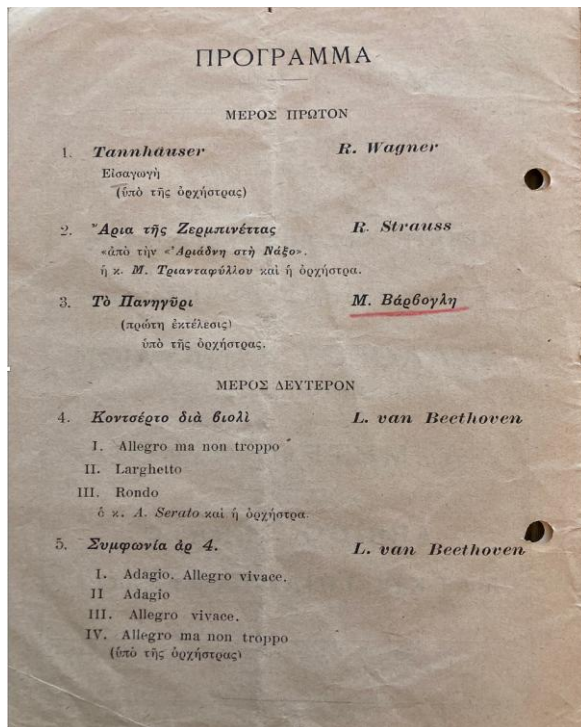 ΠΡΟΓΡΑΜΜΑ
ΜΕΡΟΣ ΠΡΩΤΟΝ
1. Tannhäuser R. Wagner
Εἰσαγωγὴ
(ὑπὸ τῆς ὀρχήστρας)
2. Ἄρια τῆς Ζερμπινέττας R. Strauss
«ἀπὸ τὴν «Ἀριάδνη στὴ Νάξο».
ἡ κ. Μ. Τριανταφύλλου καὶ ἡ ὀρχήστρα.
3. Τὸ Πανηγῦρι Μ. Βάρβογλη
(πρώτη ἐκτέλεσις)
ὑπὸ τῆς ὀρχήστρας.
ΜΕΡΟΣ ΔΕΥΤΕΡΟΝ
4. Κοντσέρτο διὰ βιολὶ L. van Beethoven
I. Allegro ma non troppo
II. Larghetto
III. Rondo
ὁ κ. A. Serato καὶ ἡ ὀρχήστρα.
5. Συμφωνία ἀρ 4. L. van Beethoven
I. Adagio. Allegro vivace.
II Adagio
III. Allegro vivace.
IV. Allegro ma non troppo
(ὑπὸ τῆς ὀρχήστρας)